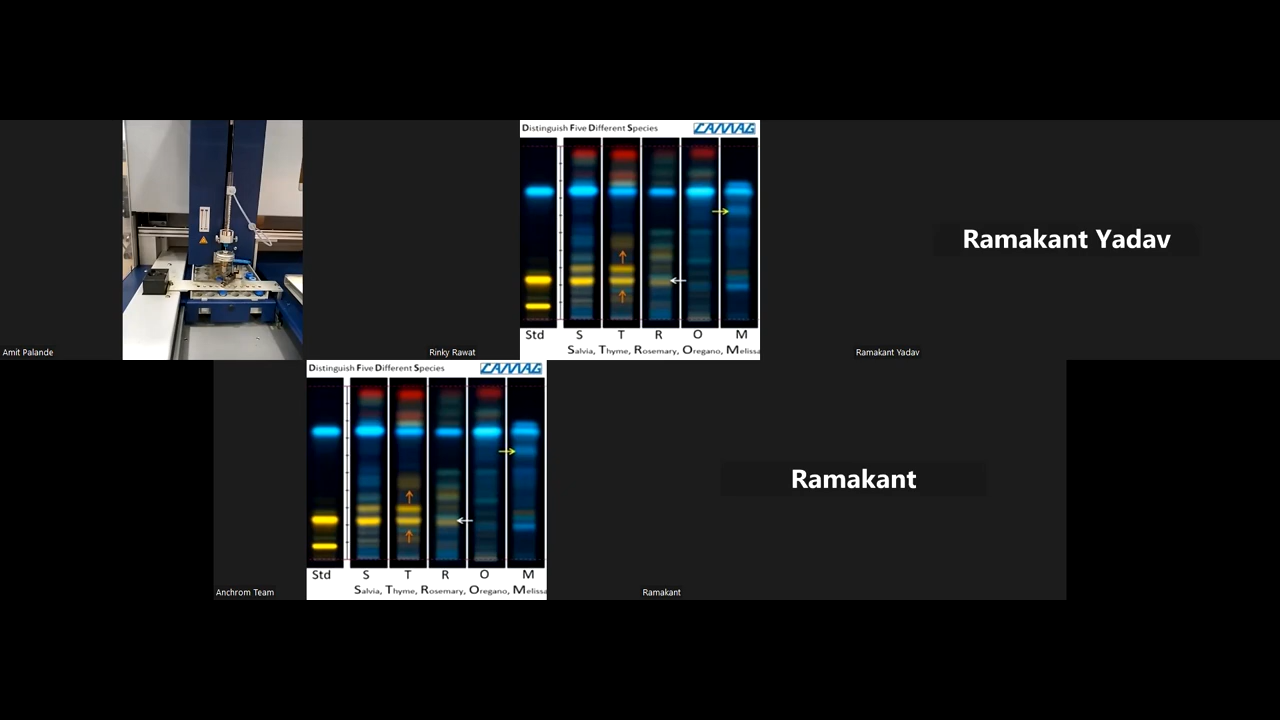 Distinguish Five Different Species CAMAG
Ramakant Yadav
Std S T R O M
Salvia, Thyme, Rosemary, Oregano, Melissa
Amit Palande
Rinky Rawat
Ramakant Yadav
Distinguish Five Different Species CAMAG
Ramakant
Std S T R O M
Salvia, Thyme, Rosemary, Oregano, Melissa
Anchrom Team
Ramakant